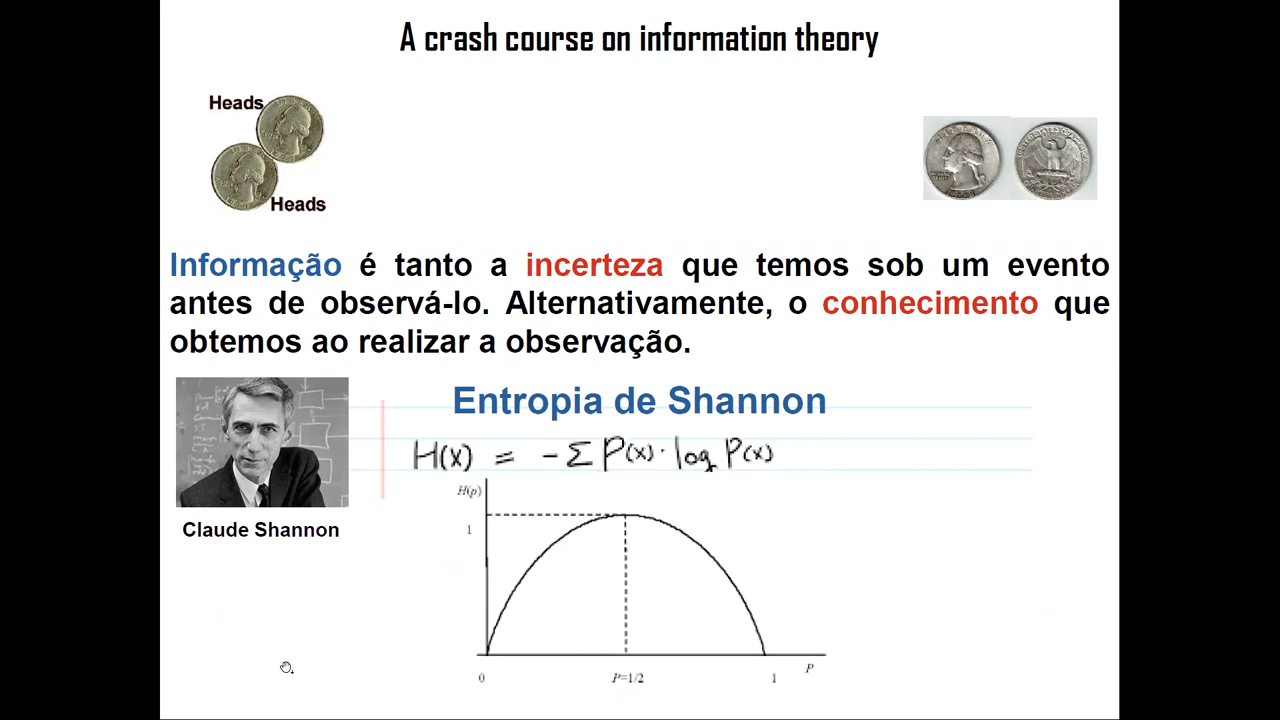 A crash course on information theory
Heads
Heads
Informação é tanto a incerteza que temos sob um evento
antes de observá-lo. Alternativamente, o conhecimento que
obtemos ao realizar a observação.
Entropia de Shannon
H(x) = -Σ P(x)·log P(x)
Claude Shannon
H(p)
1
0
P=1/2
1
P